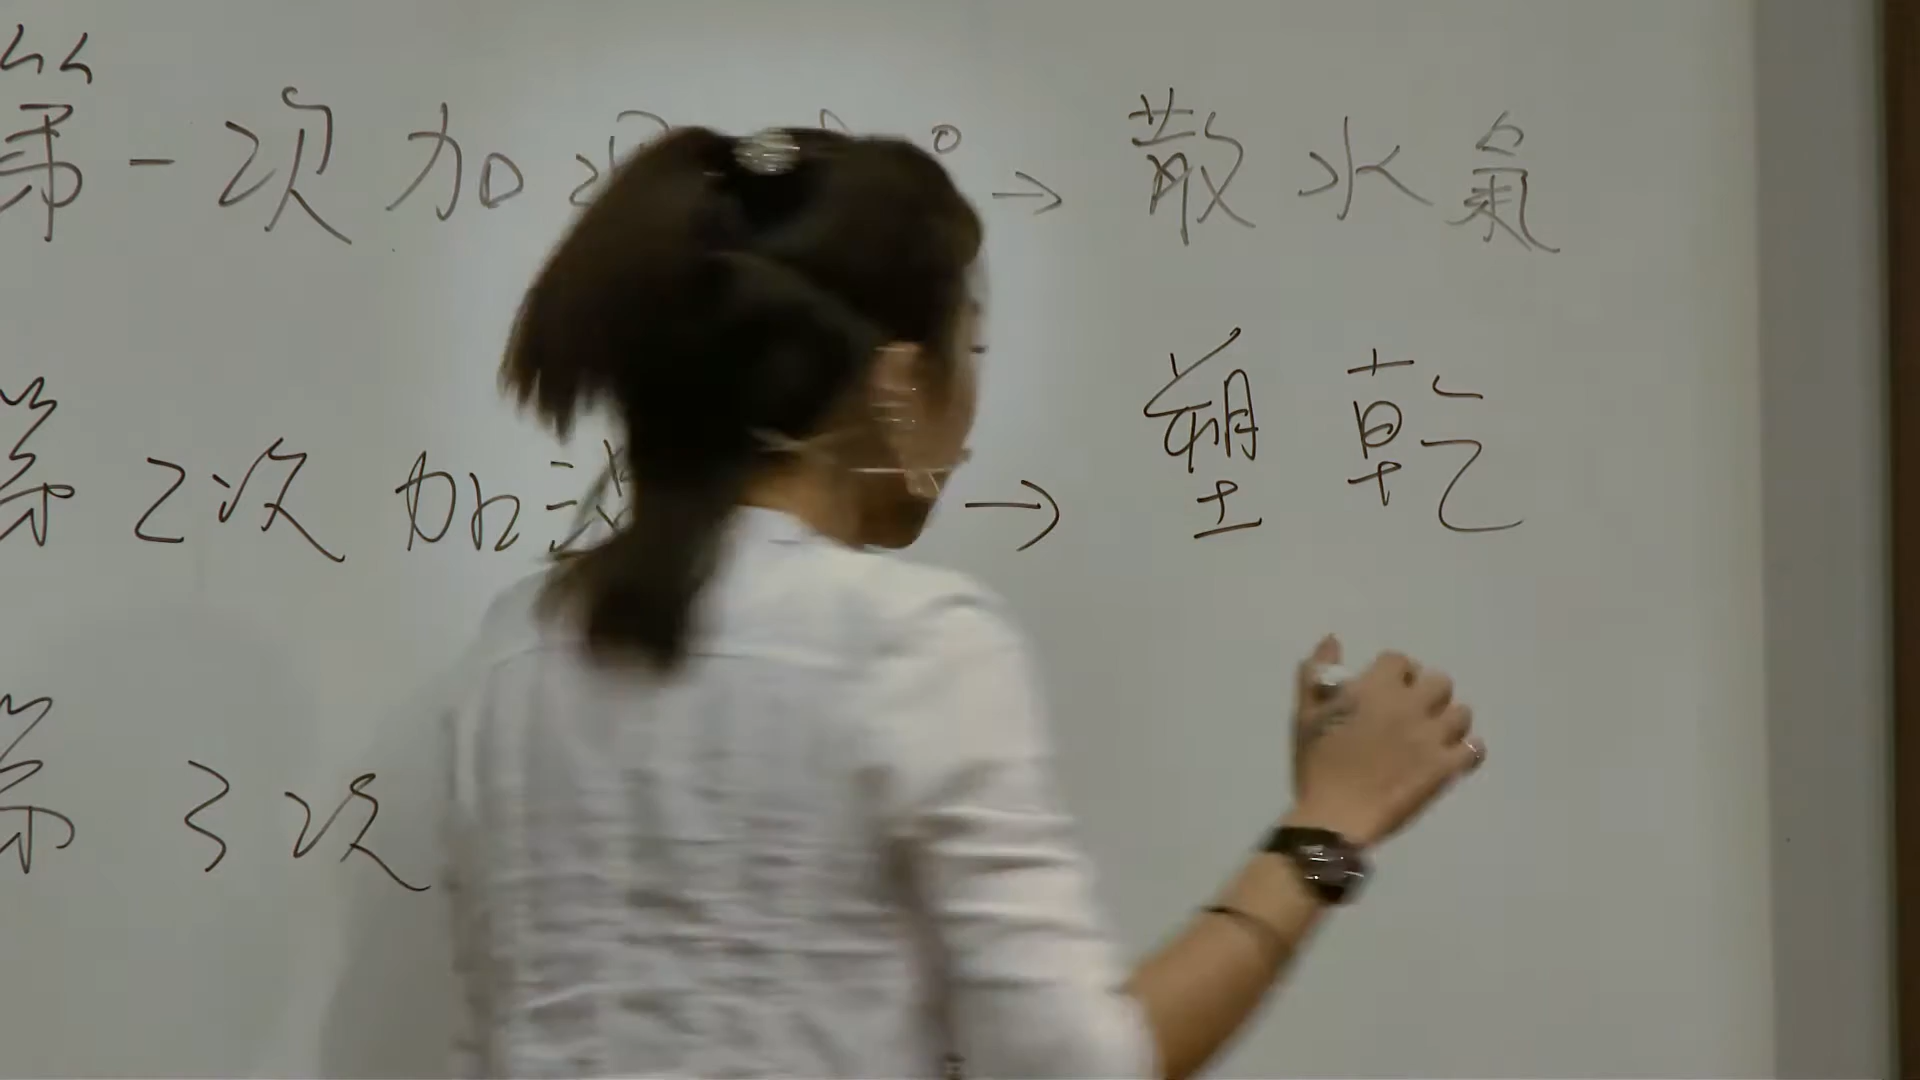 第一次加 ° → 散水氣
第2次加 → 塑乾
第3次